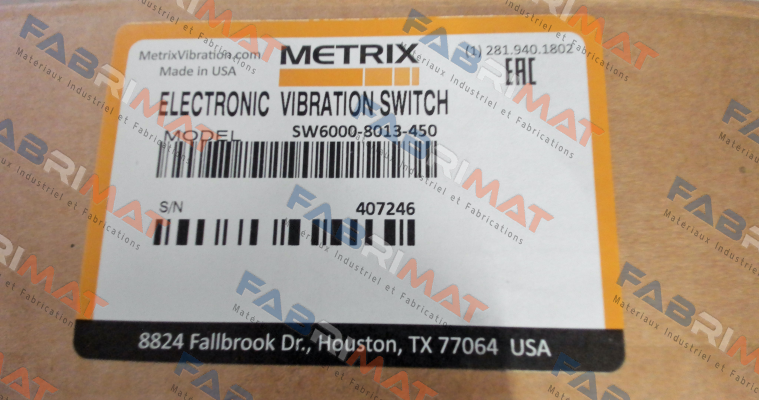 MetrixVibration.com METRIX (1) 281.940.1802
Made in USA EAC
ELECTRONIC VIBRATION SWITCH
MODEL SW6000-8013-450
S/N 407246
8824 Fallbrook Dr., Houston, TX 77064 USA
FABRIMAT
Materiaux Industriel et Fabrications